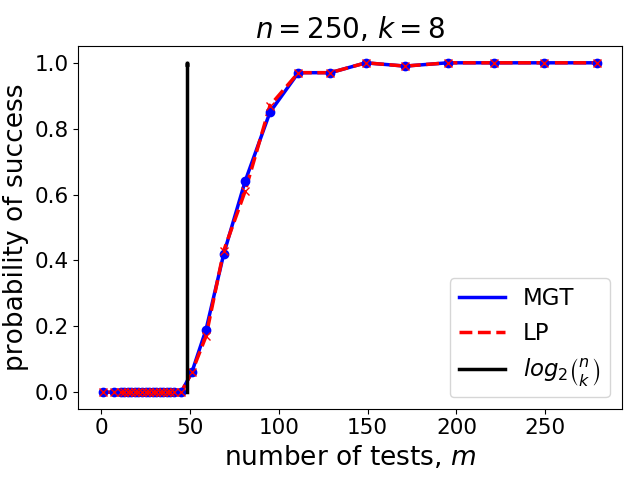 n = 250, k = 8
probability of success
1.0
0.8
0.6
0.4
0.2
0.0
MGT
LP
log₂(n k)
0 50 100 150 200 250
number of tests, m